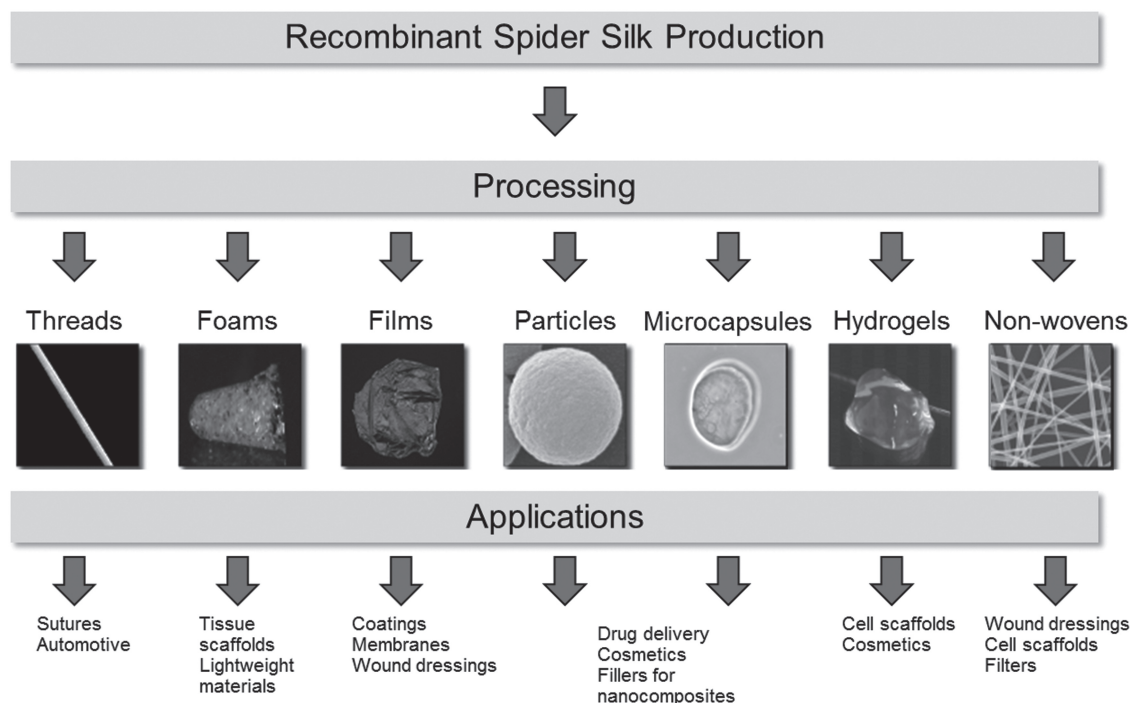 Recombinant Spider Silk Production
Processing
Threads
Foams
Films
Particles
Microcapsules
Hydrogels
Non-wovens
Applications
Sutures
Automotive
Tissue
scaffolds
Lightweight
materials
Coatings
Membranes
Wound dressings
Drug delivery
Cosmetics
Fillers for
nanocomposites
Cell scaffolds
Cosmetics
Wound dressings
Cell scaffolds
Filters